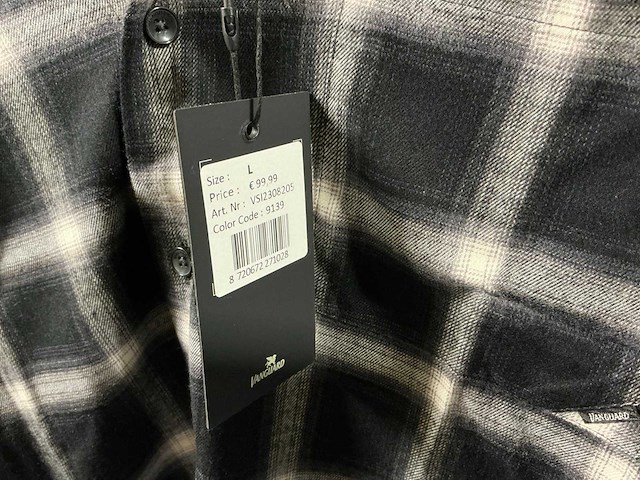 Size : L
Price : € 99,99
Art. Nr : VSI2308205
Color Code : 9139
8 720672 271028
VANGUARD
VANGUARD